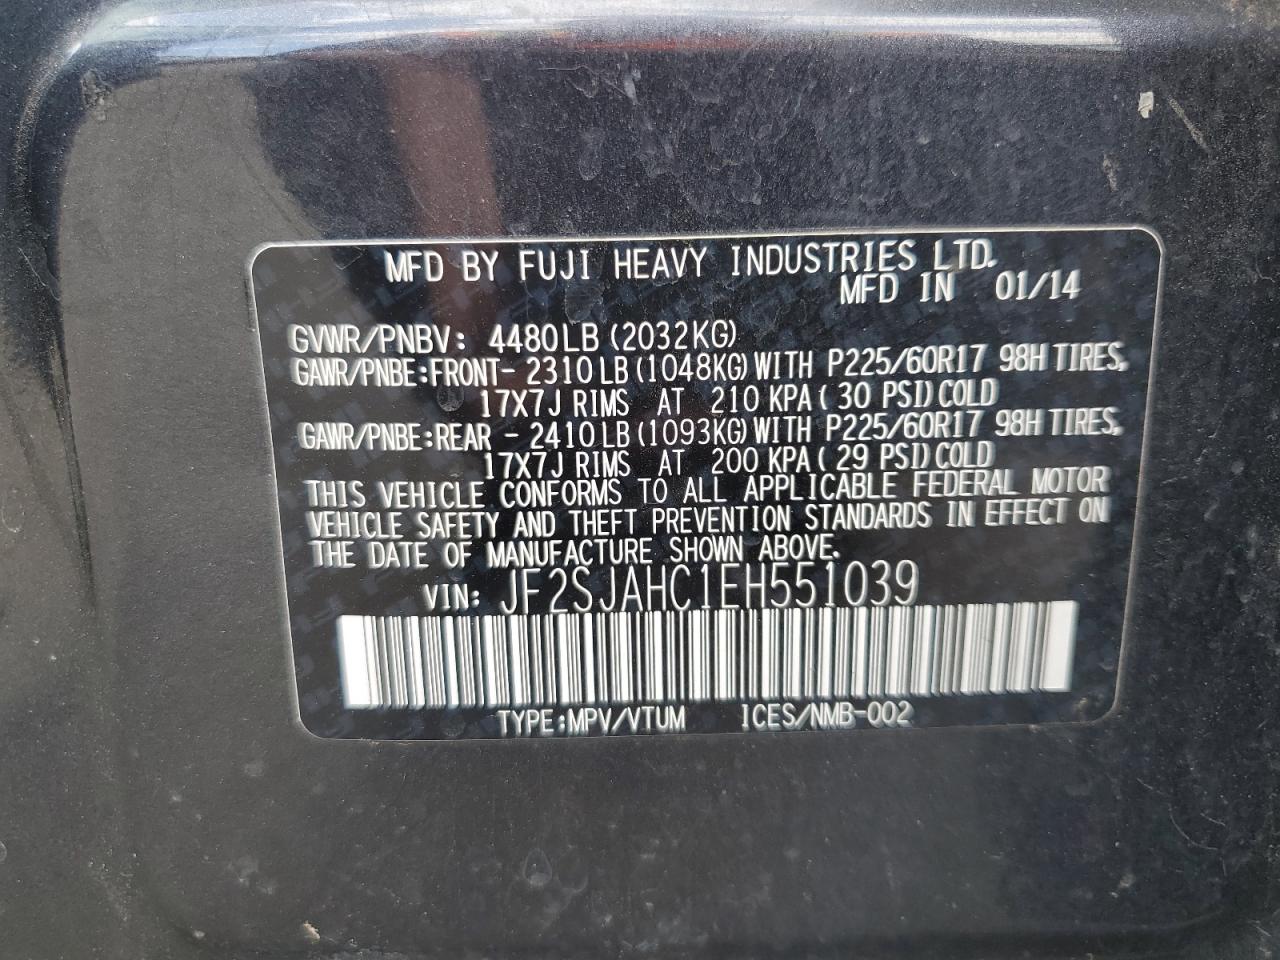 MFD BY FUJI HEAVY INDUSTRIES LTD.
MFD IN 01/14
GVWR/PNBV: 4480LB (2032KG)
GAWR/PNBE:FRONT- 2310LB (1048KG) WITH P225/60R17 98H TIRES,
17X7J RIMS AT 210 KPA (30 PSI) COLD
GAWR/PNBE:REAR - 2410LB (1093KG) WITH P225/60R17 98H TIRES,
17X7J RIMS AT 200 KPA (29 PSI) COLD
THIS VEHICLE CONFORMS TO ALL APPLICABLE FEDERAL MOTOR
VEHICLE SAFETY AND THEFT PREVENTION STANDARDS IN EFFECT ON
THE DATE OF MANUFACTURE SHOWN ABOVE.
VIN: JF2SJAHC1EH551039
TYPE:MPV/VTUM ICES/NMB-002